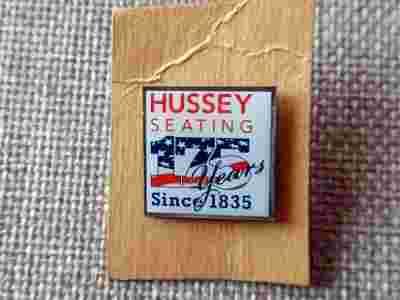 HUSSEY
SEATING
175
Years
Since 1835